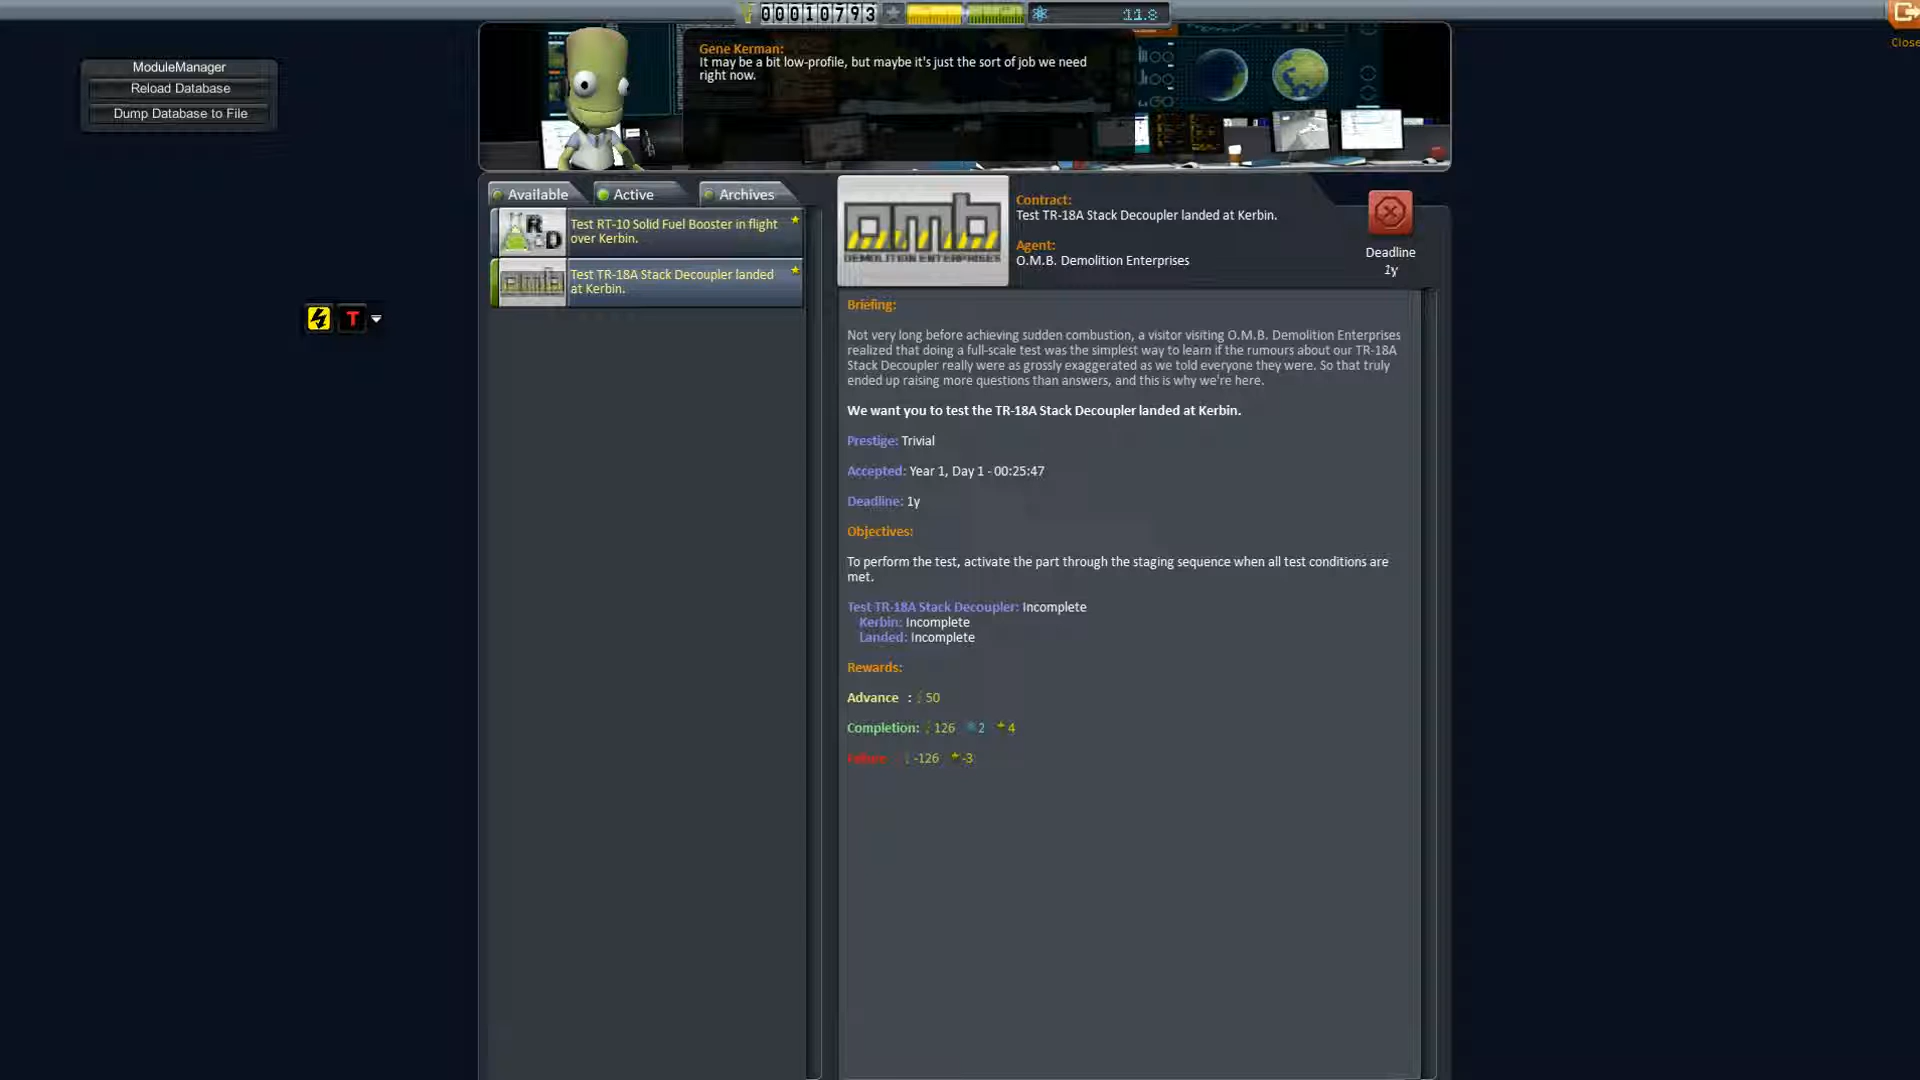 00010793
11.8
Close
Gene Kerman:
It may be a bit low-profile, but maybe it's just the sort of job we need
right now.
ModuleManager
Reload Database
Dump Database to File
Available
Active
Archives
Test RT-10 Solid Fuel Booster in flight
over Kerbin.
R
D
Test TR-18A Stack Decoupler landed
at Kerbin.
omb
omb
DEMOLITION ENTERPRISES
Contract:
Test TR-18A Stack Decoupler landed at Kerbin.
Agent:
O.M.B. Demolition Enterprises
Deadline
1y
T
Briefing:
Not very long before achieving sudden combustion, a visitor visiting O.M.B. Demolition Enterprises
realized that doing a full-scale test was the simplest way to learn if the rumours about our TR-18A
Stack Decoupler really were as grossly exaggerated as we told everyone they were. So that truly
ended up raising more questions than answers, and this is why we're here.
We want you to test the TR-18A Stack Decoupler landed at Kerbin.
Prestige: Trivial
Accepted: Year 1, Day 1 - 00:25:47
Deadline: 1y
Objectives:
To perform the test, activate the part through the staging sequence when all test conditions are
met.
Test TR-18A Stack Decoupler: Incomplete
Kerbin: Incomplete
Landed: Incomplete
Rewards:
Advance : 50
Completion: 126 2 4
Failure -126 -3